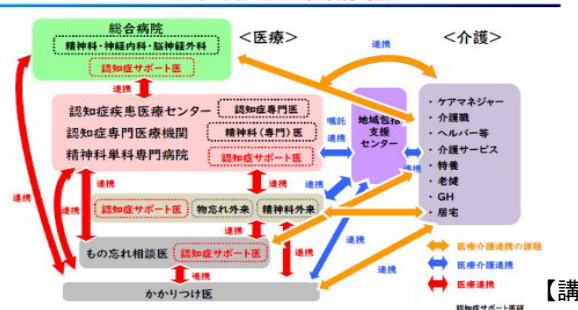 総合病院
精神科・神経内科・脳神経外科
認知症サポート医
<医療>
<介護>
連携
連携
認知症疾患医療センター
認知症専門医療機関
精神科単科専門病院
認知症専門医
精神科(専門)医
認知症サポート医
嘱託
連携
地域包括
支援
センター
連携
・ ケアマネジャー
・ 介護職
・ ヘルパー等
・ 介護サービス
・ 特養
・ 老健
・ GH
・ 居宅
連携
連携
連携
連携
連携
認知症サポート医
物忘れ外来
精神科外来
連携
連携
もの忘れ相談医
認知症サポート医
連携
連携
連携
かかりつけ医
医療介護連携の課題
医療介護連携
医療連携
【講